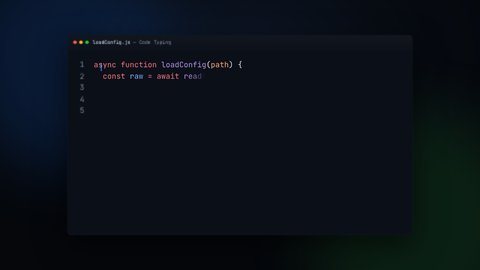 loadConfig.js — Code Typing
1 async function loadConfig(path) {
2 const raw = await read
3
4
5